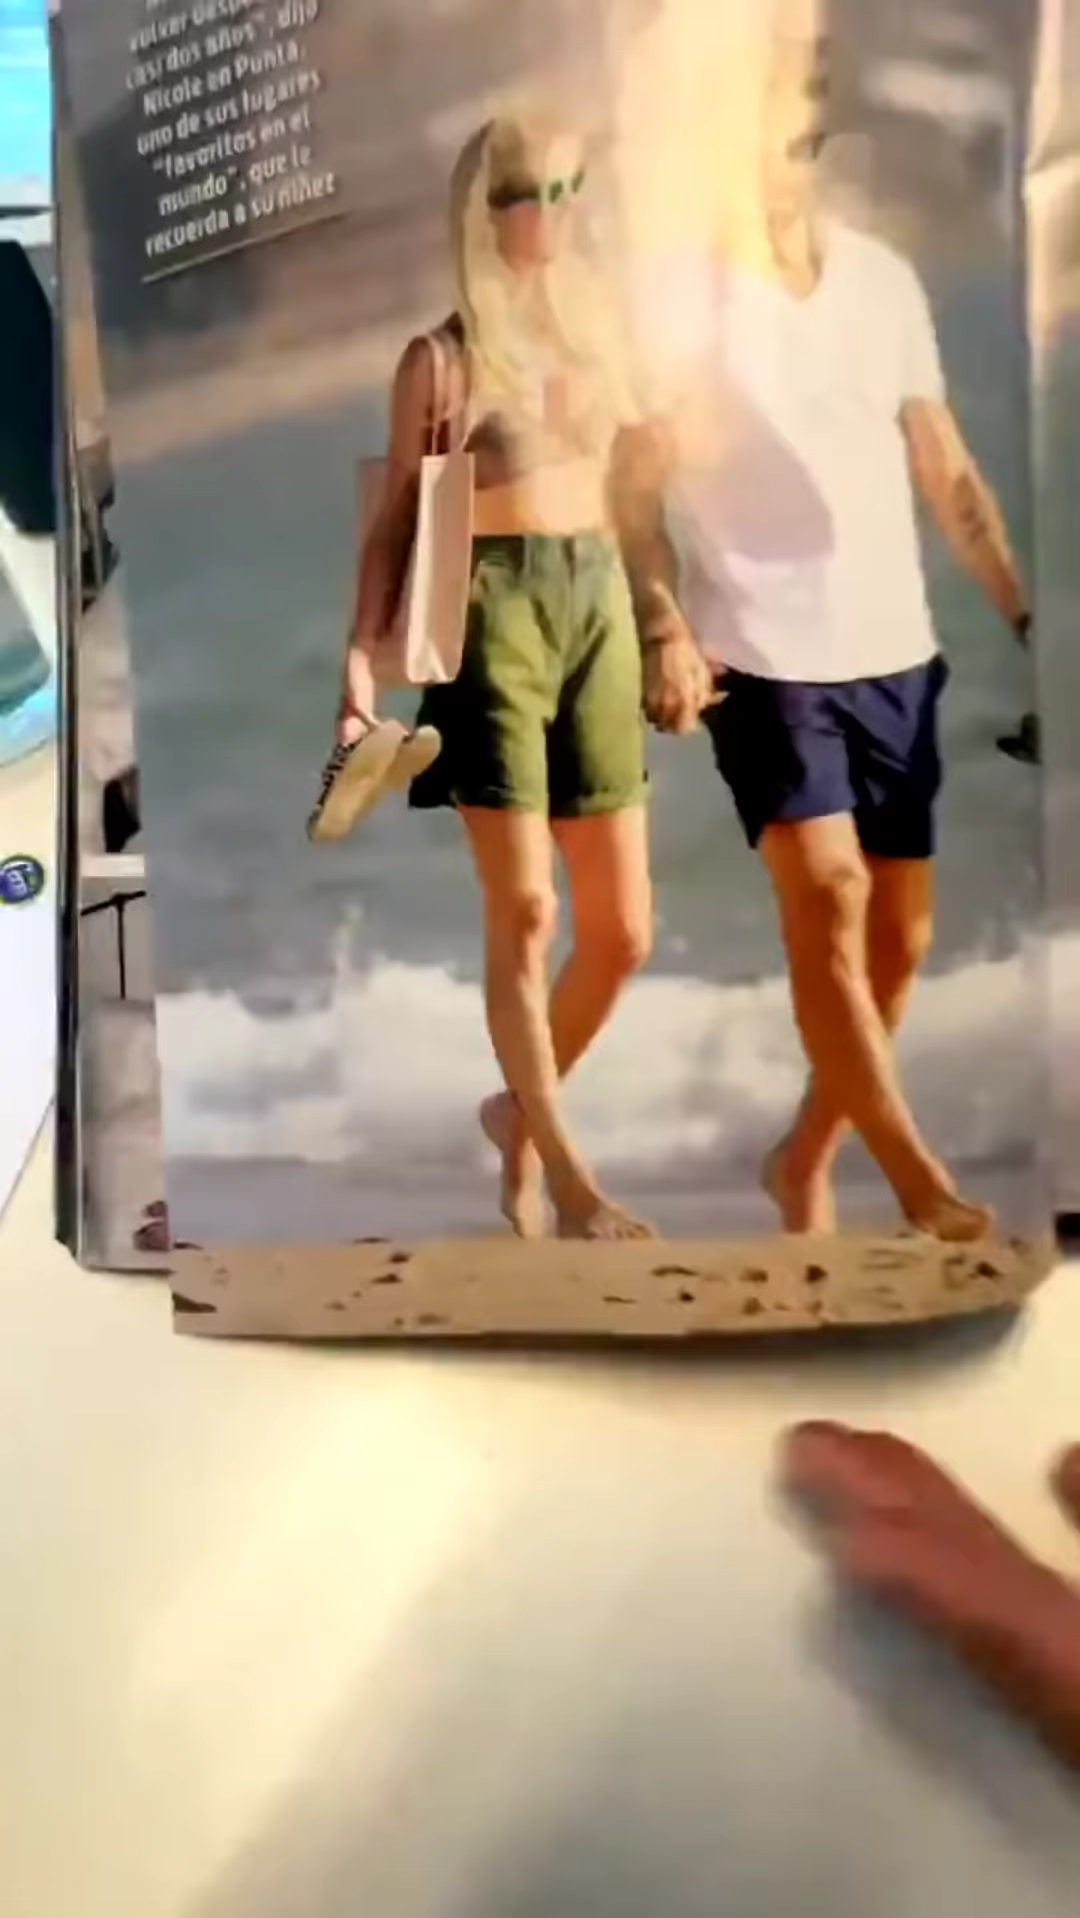 volver
casi dos años", dijo
Nicole en Punta,
uno de sus lugares
"favoritos en el
mundo", que le
recuerda a su niñez